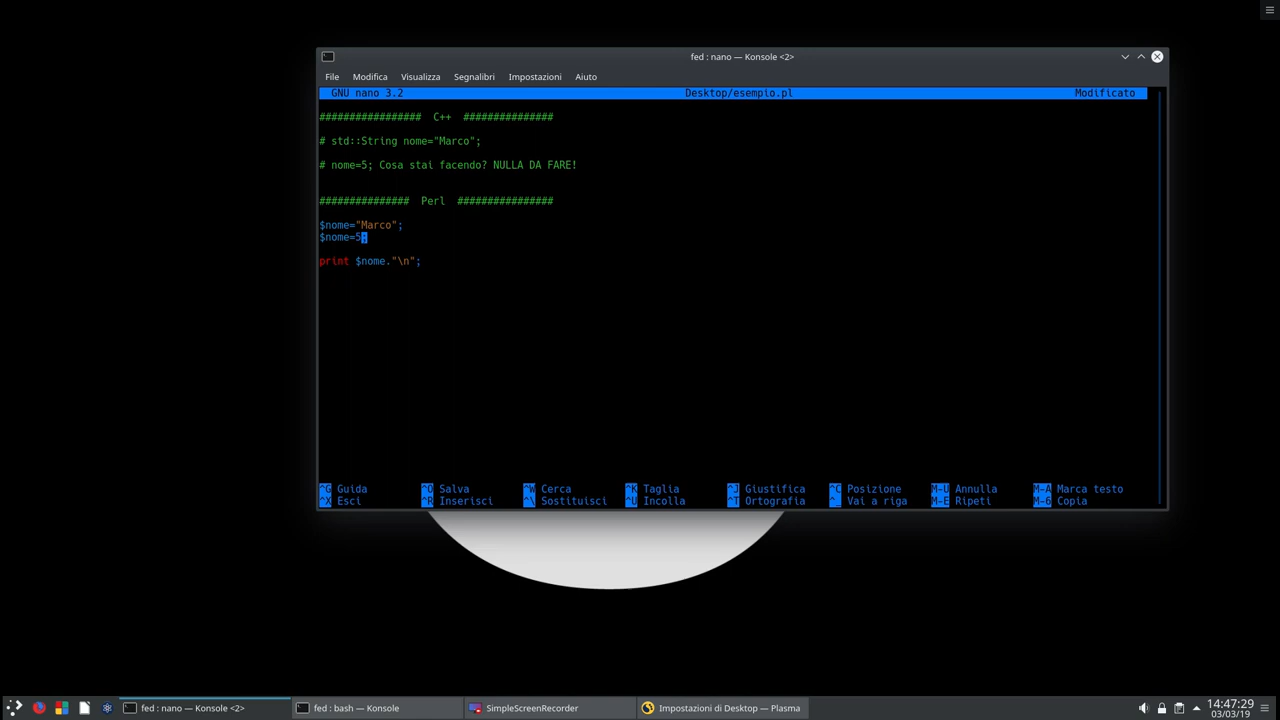 fed : nano — Konsole <2>
File Modifica Visualizza Segnalibri Impostazioni Aiuto
GNU nano 3.2 Desktop/esempio.pl Modificato
################# C++ ###############
# std::String nome="Marco";
# nome=5; Cosa stai facendo? NULLA DA FARE!
############### Perl ################
$nome="Marco";
$nome=5;
print $nome."\n";
^G Guida ^O Salva ^W Cerca ^K Taglia ^J Giustifica ^C Posizione M-U Annulla M-A Marca testo
^X Esci ^R Inserisci ^\ Sostituisci ^U Incolla ^T Ortografia ^_ Vai a riga M-E Ripeti M-6 Copia
fed : nano — Konsole <2> fed : bash — Konsole SimpleScreenRecorder Impostazioni di Desktop — Plasma 14:47:29
03/03/19